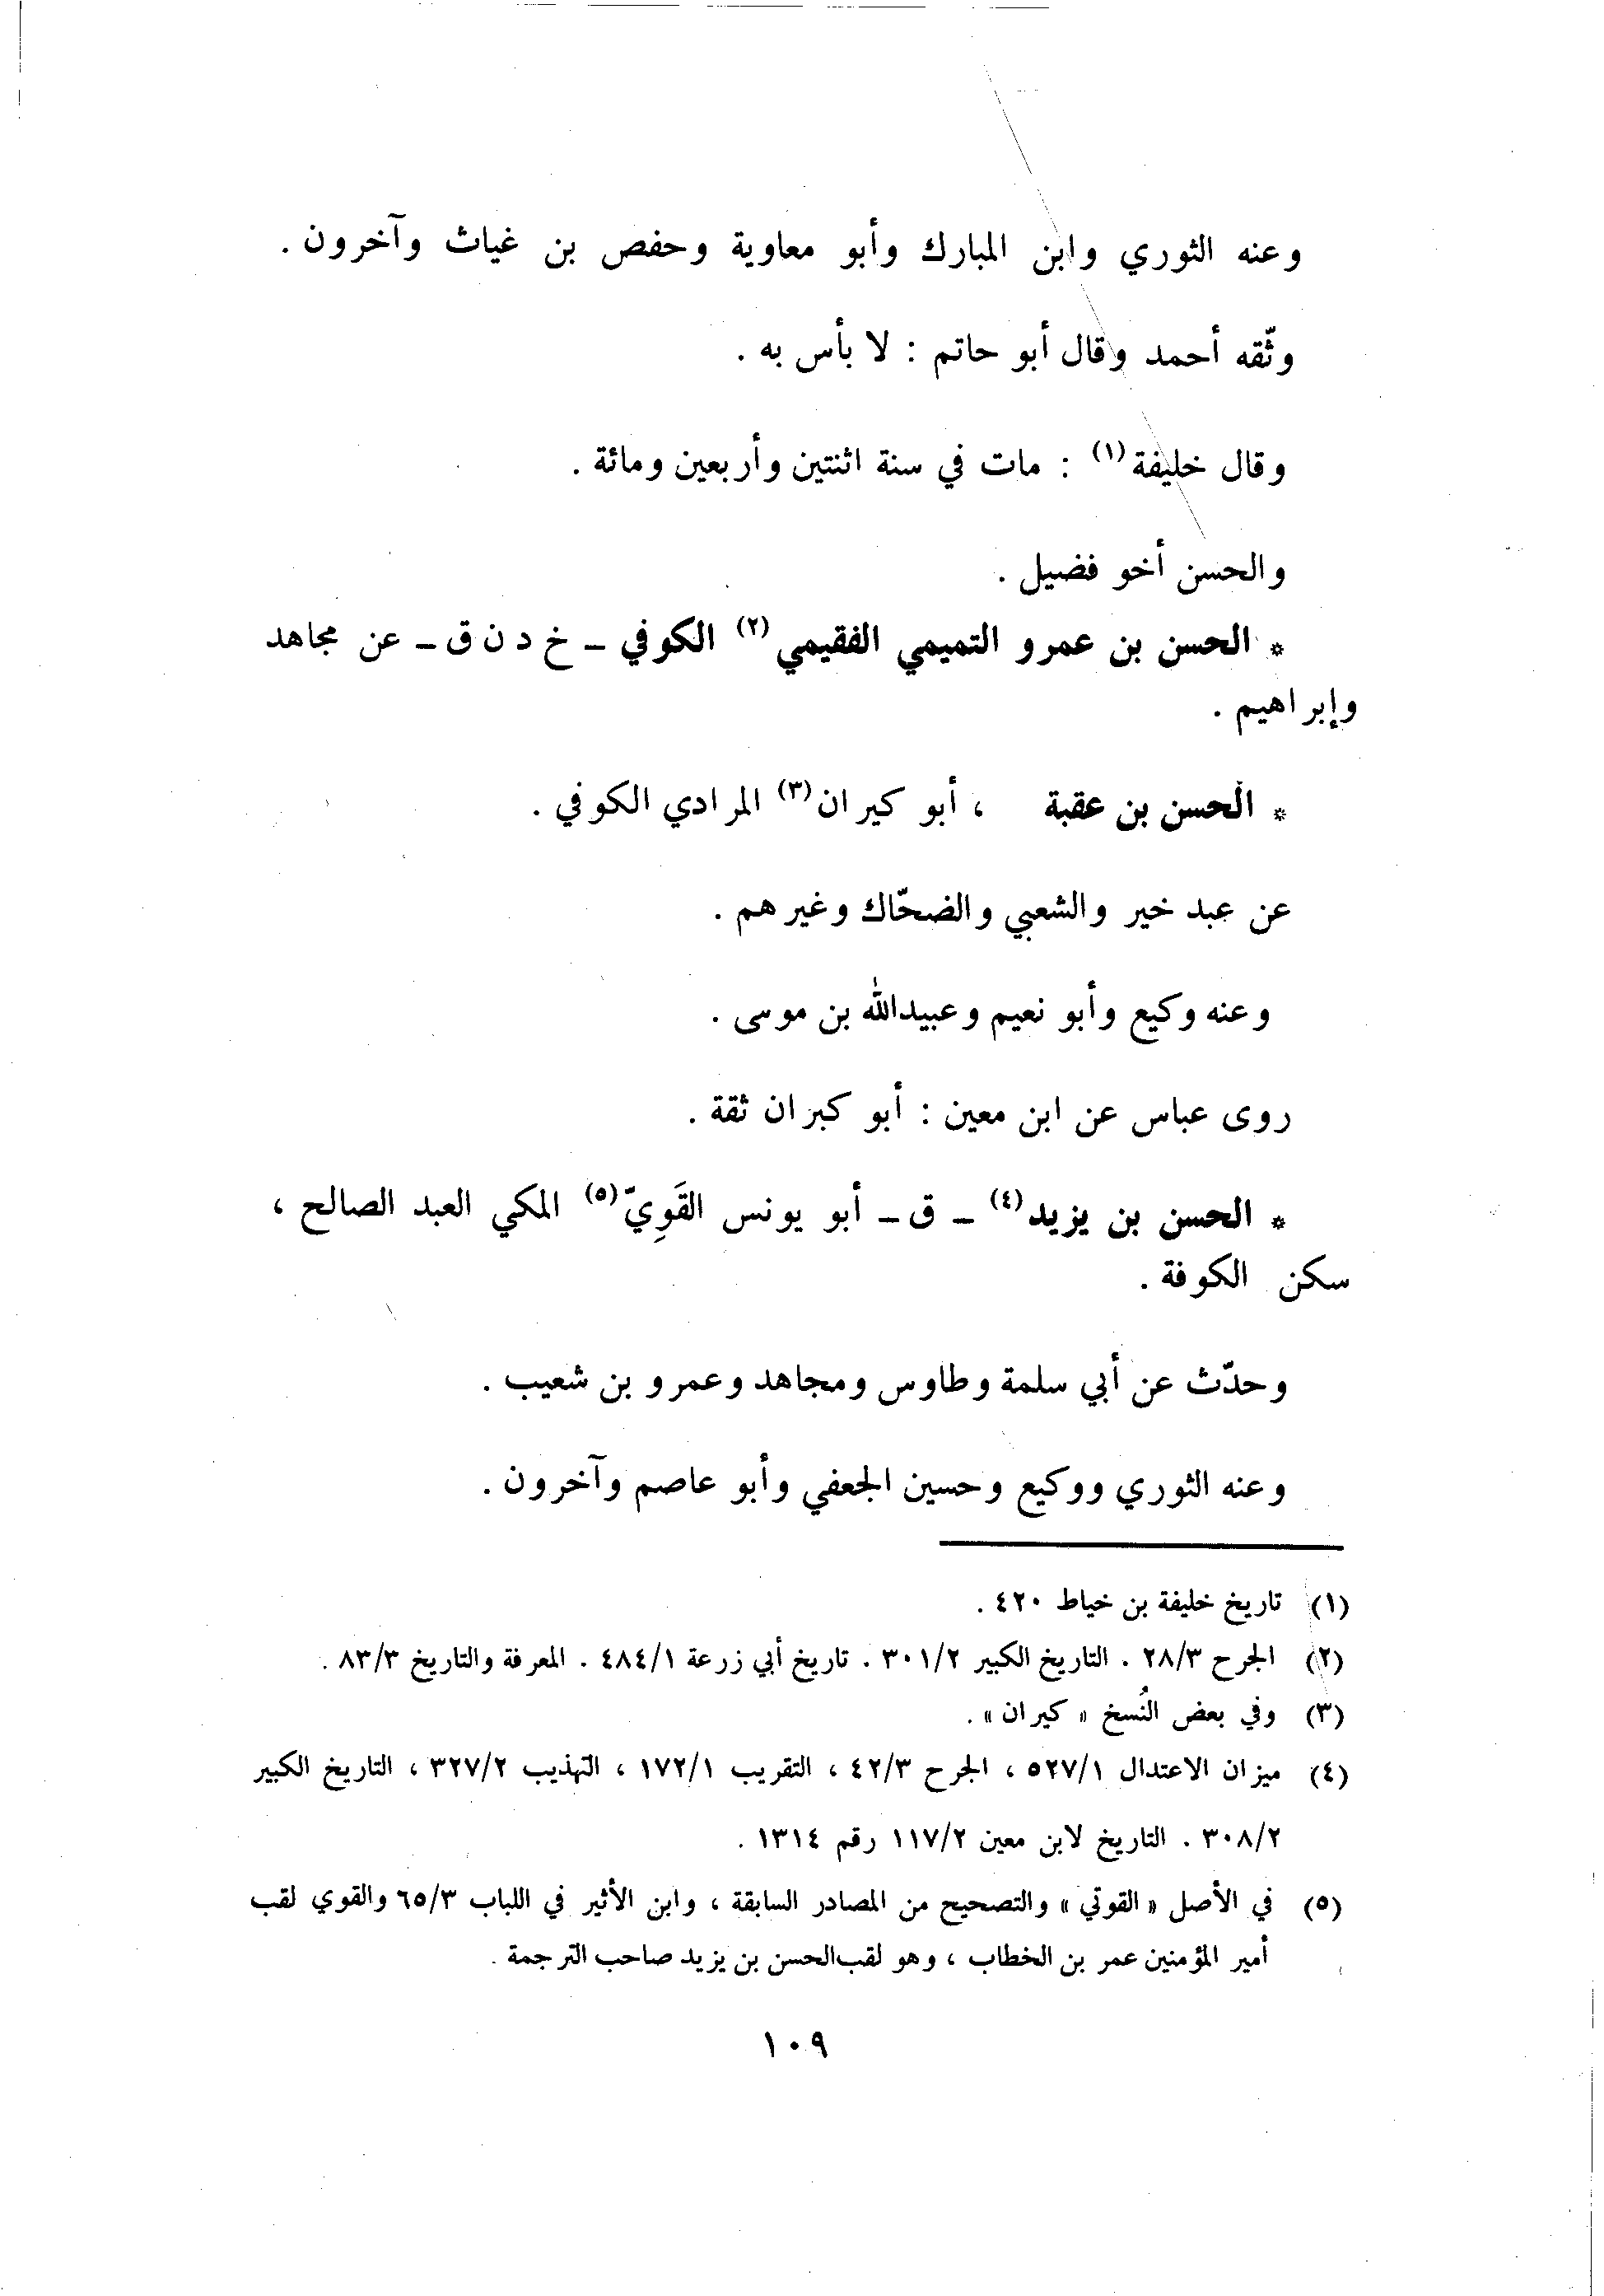 وعنه الثوري وابن المبارك وأبو معاوية وحفص بن غياث وآخرون .
وثّقه أحمد وقال أبو حاتم : لا بأس به .
وقال خليفة(١) : مات في سنة اثنتين وأربعين ومائة .
والحسن أخو فضيل .
* الحسن بن عمرو التميمي الفقيمي(٢) الكوفي ـ خ د ن ق ـ عن مجاهد
وإبراهيم .
* الحسن بن عقبة ، أبو كيران(٣) المرادي الكوفي .
عن عبد خير والشعبي والضحّاك وغيرهم .
وعنه وكيع وأبو نعيم وعبيدالله بن موسى .
روى عباس عن ابن معين : أبو كبران ثقة .
* الحسن بن يزيد(٤) ـ ق ـ أبو يونس القَوِيّ(٥) المكي العبد الصالح ،
سكن الكوفة .
وحدّث عن أبي سلمة وطاوس ومجاهد وعمرو بن شعيب .
وعنه الثوري ووكيع وحسين الجعفي وأبو عاصم وآخرون .
(١) تاريخ خليفة بن خياط ٤٢٠ .
(٢) الجرح ٢٨/٣ . التاريخ الكبير ٣٠١/٢ . تاريخ أبي زرعة ٤٨٤/١ . المعرفة والتاريخ ٨٣/٣ .
(٣) وفي بعض النُسخ « كيران » .
(٤) ميزان الاعتدال ٥٢٧/١ ، الجرح ٤٢/٣ ، التقريب ١٧٢/١ ، التهذيب ٣٢٧/٢ ، التاريخ الكبير
٣٠٨/٢ . التاريخ لابن معين ١١٧/٢ رقم ١٣١٤ .
(٥) في الأصل « القوتي » والتصحيح من المصادر السابقة ، وابن الأثير في اللباب ٦٥/٣ والقوي لقب
أمير المؤمنين عمر بن الخطاب ، وهو لقب الحسن بن يزيد صاحب الترجمة .
١٠٩